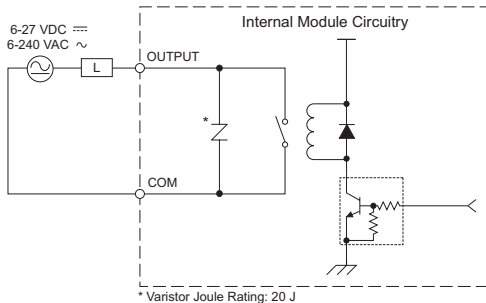 Internal Module Circuitry
6-27 VDC ⎓
6-240 VAC ∿
L
OUTPUT
*
COM
* Varistor Joule Rating: 20 J